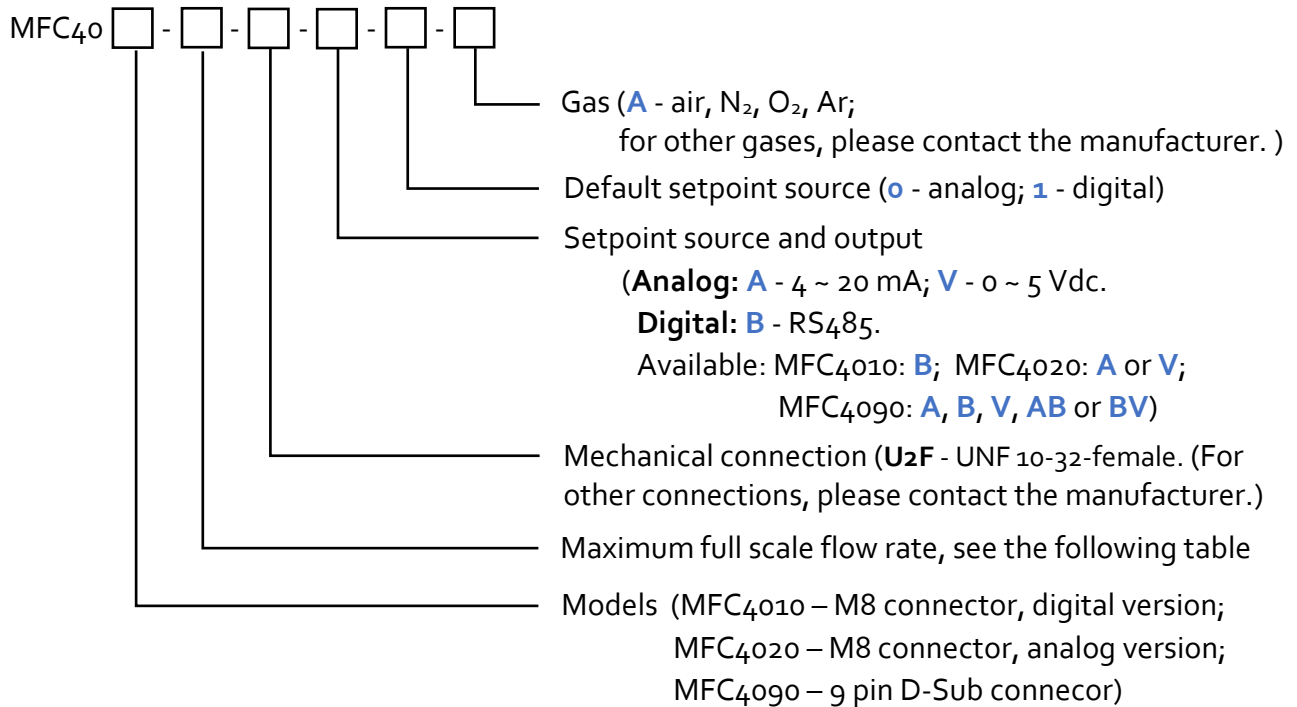 MFC40 - - - - -
Gas (A - air, N₂, O₂, Ar;
for other gases, please contact the manufacturer. )
Default setpoint source (0 - analog; 1 - digital)
Setpoint source and output
(Analog: A - 4 ~ 20 mA; V - 0 ~ 5 Vdc.
Digital: B - RS485.
Available: MFC4010: B; MFC4020: A or V;
MFC4090: A, B, V, AB or BV)
Mechanical connection (U2F - UNF 10-32-female. (For
other connections, please contact the manufacturer.)
Maximum full scale flow rate, see the following table
Models (MFC4010 – M8 connector, digital version;
MFC4020 – M8 connector, analog version;
MFC4090 – 9 pin D-Sub connecor)